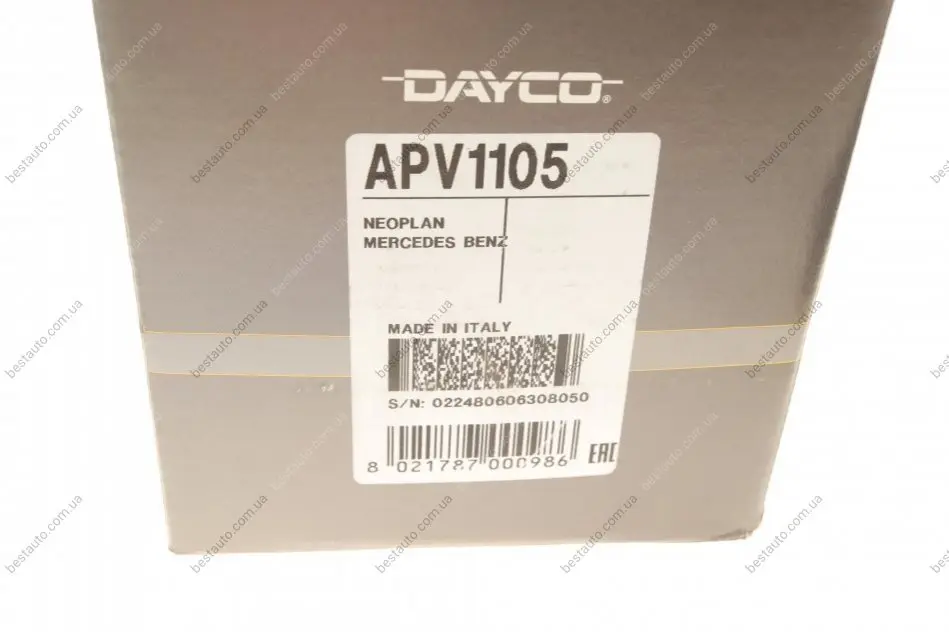 DAYCO®
APV1105
NEOPLAN
MERCEDES BENZ
MADE IN ITALY
S/N: 022480606308050
8 021787 000986
EAC
bestauto.com.ua